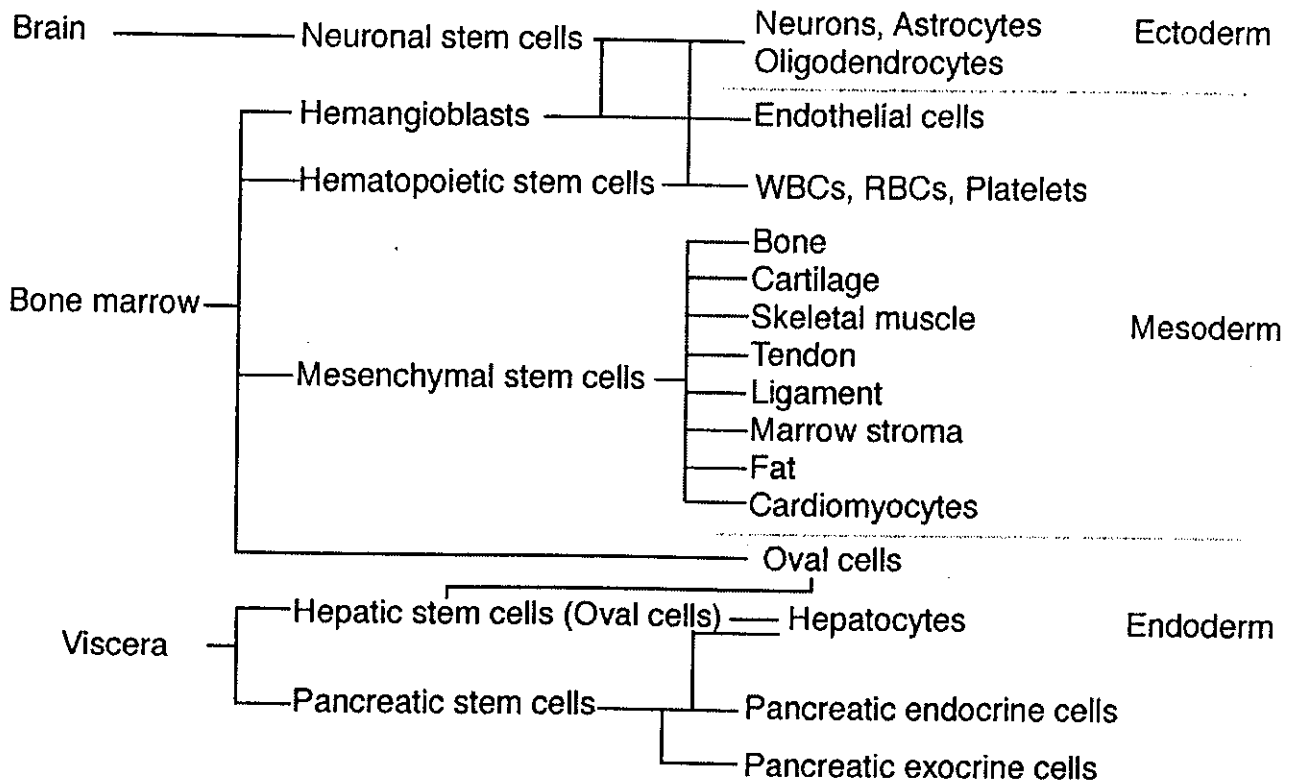 Brain
Neuronal stem cells
Neurons, Astrocytes
Oligodendrocytes
Ectoderm
Hemangioblasts
Endothelial cells
Hematopoietic stem cells
WBCs, RBCs, Platelets
Bone marrow
Mesenchymal stem cells
Bone
Cartilage
Skeletal muscle
Tendon
Ligament
Marrow stroma
Fat
Cardiomyocytes
Mesoderm
Oval cells
Viscera
Hepatic stem cells (Oval cells)
Hepatocytes
Endoderm
Pancreatic stem cells
Pancreatic endocrine cells
Pancreatic exocrine cells